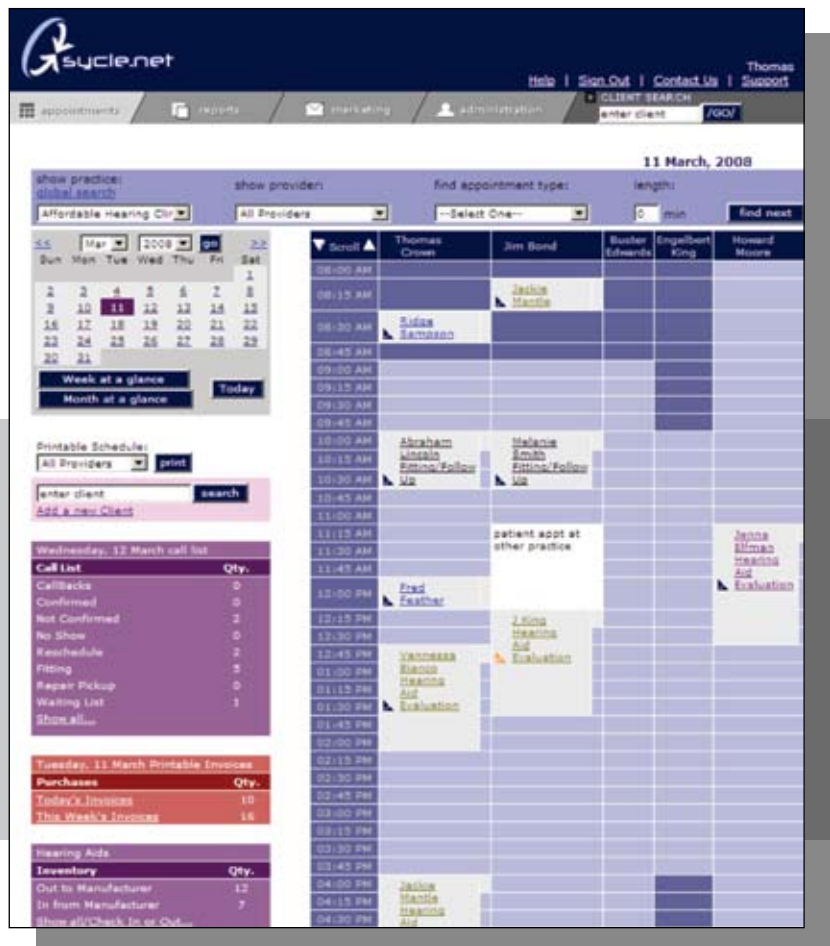 sycle.net
Thomas
Help | Sign Out | Contact Us | Support
appointments
reports
marketing
administration
CLIENT SEARCH
enter client
/GO/
11 March, 2008
show practice:
global search
show provider:
find appointment type:
length:
Affordable Hearing Clin
All Providers
--Select One--
0 min
find next
<< Mar 2008 go >>
Sun Mon Tue Wed Thu Fri Sat
1
2 3 4 5 6 7 8
9 10 11 12 13 14 15
16 17 18 19 20 21 22
23 24 25 26 27 28 29
30 31
Week at a glance
Month at a glance
Today
Printable Schedule:
All Providers
print
enter client
search
Add a new Client
Wednesday, 12 March call list
Call List Qty.
CallBacks 0
Confirmed 0
Not Confirmed 2
No Show 0
Reschedule 2
Fitting 5
Repair Pickup 0
Waiting List 1
Show all...
Tuesday, 11 March Printable Invoices
Purchases Qty.
Today's Invoices 10
This Week's Invoices 16
Hearing Aids
Inventory Qty.
Out to Manufacturer 12
In from Manufacturer 7
Show all/Check In or Out...
Scroll
Thomas
Crown
Jim Bond
Buster
Edwards
Engelbert
King
Howard
Moore
08:00 AM
08:15 AM
Jackie
Mantle
08:30 AM
Ridge
Sampson
08:45 AM
09:00 AM
09:15 AM
09:30 AM
09:45 AM
10:00 AM
10:15 AM
10:30 AM
Abraham
Lincoln
Fitting/Follow
Up
Melanie
Smith
Fitting/Follow
Up
10:45 AM
11:00 AM
11:15 AM
11:30 AM
11:45 AM
patient appt at
other practice
Jenna
Elfman
Hearing
Aid
Evaluation
12:00 PM
Fred
Feather
12:15 PM
12:30 PM
12:45 PM
J King
Hearing
Aid
Evaluation
01:00 PM
01:15 PM
01:30 PM
Vannessa
Bianco
Hearing
Aid
Evaluation
01:45 PM
02:00 PM
02:15 PM
02:30 PM
02:45 PM
03:00 PM
03:15 PM
03:30 PM
03:45 PM
04:00 PM
04:15 PM
04:30 PM
Jackie
Mantle
Hearing
Aid